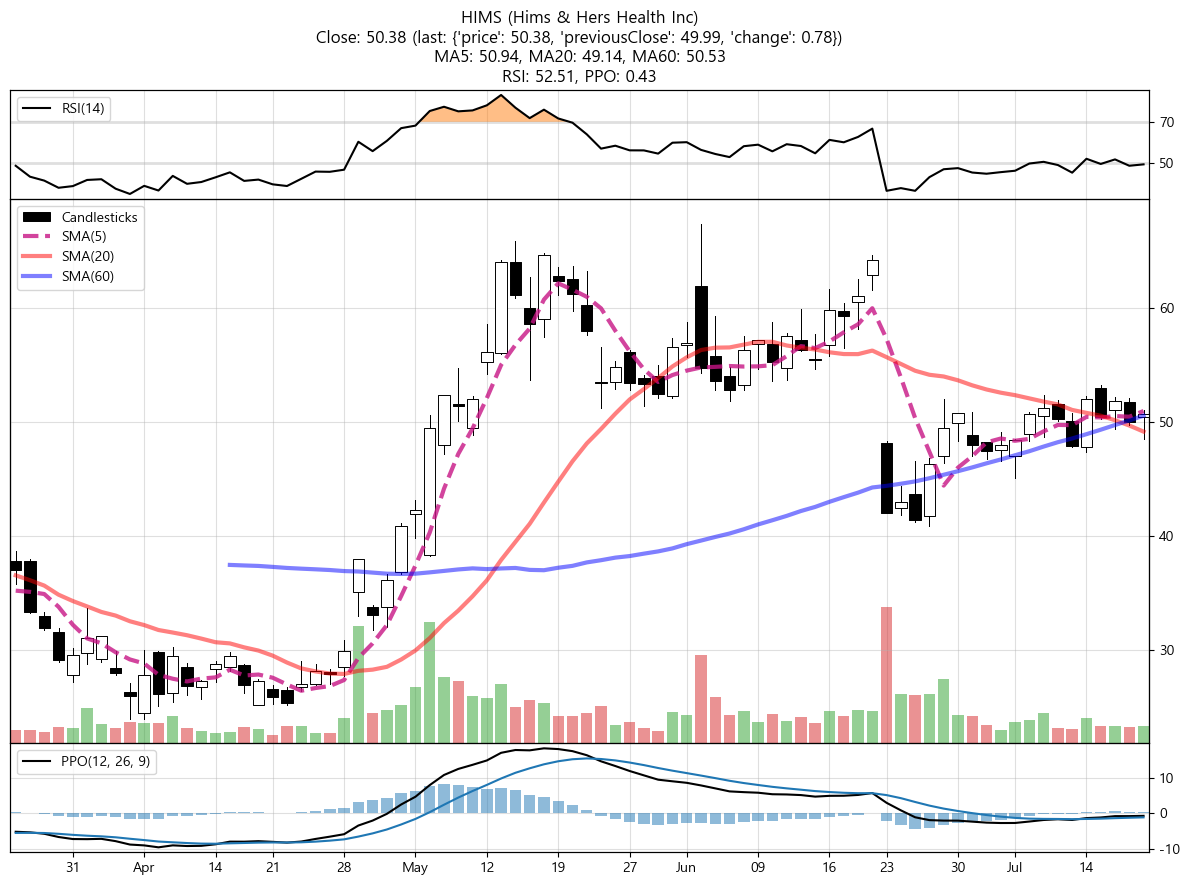 HIMS (Hims & Hers Health Inc)
Close: 50.38 (last: {'price': 50.38, 'previousClose': 49.99, 'change': 0.78})
MA5: 50.94, MA20: 49.14, MA60: 50.53
RSI: 52.51, PPO: 0.43
RSI(14)
70
50
Candlesticks
SMA(5)
SMA(20)
SMA(60)
60
50
40
30
PPO(12, 26, 9)
10
0
-10
31 Apr 14 21 28 May 12 19 27 Jun 09 16 23 30 Jul 14